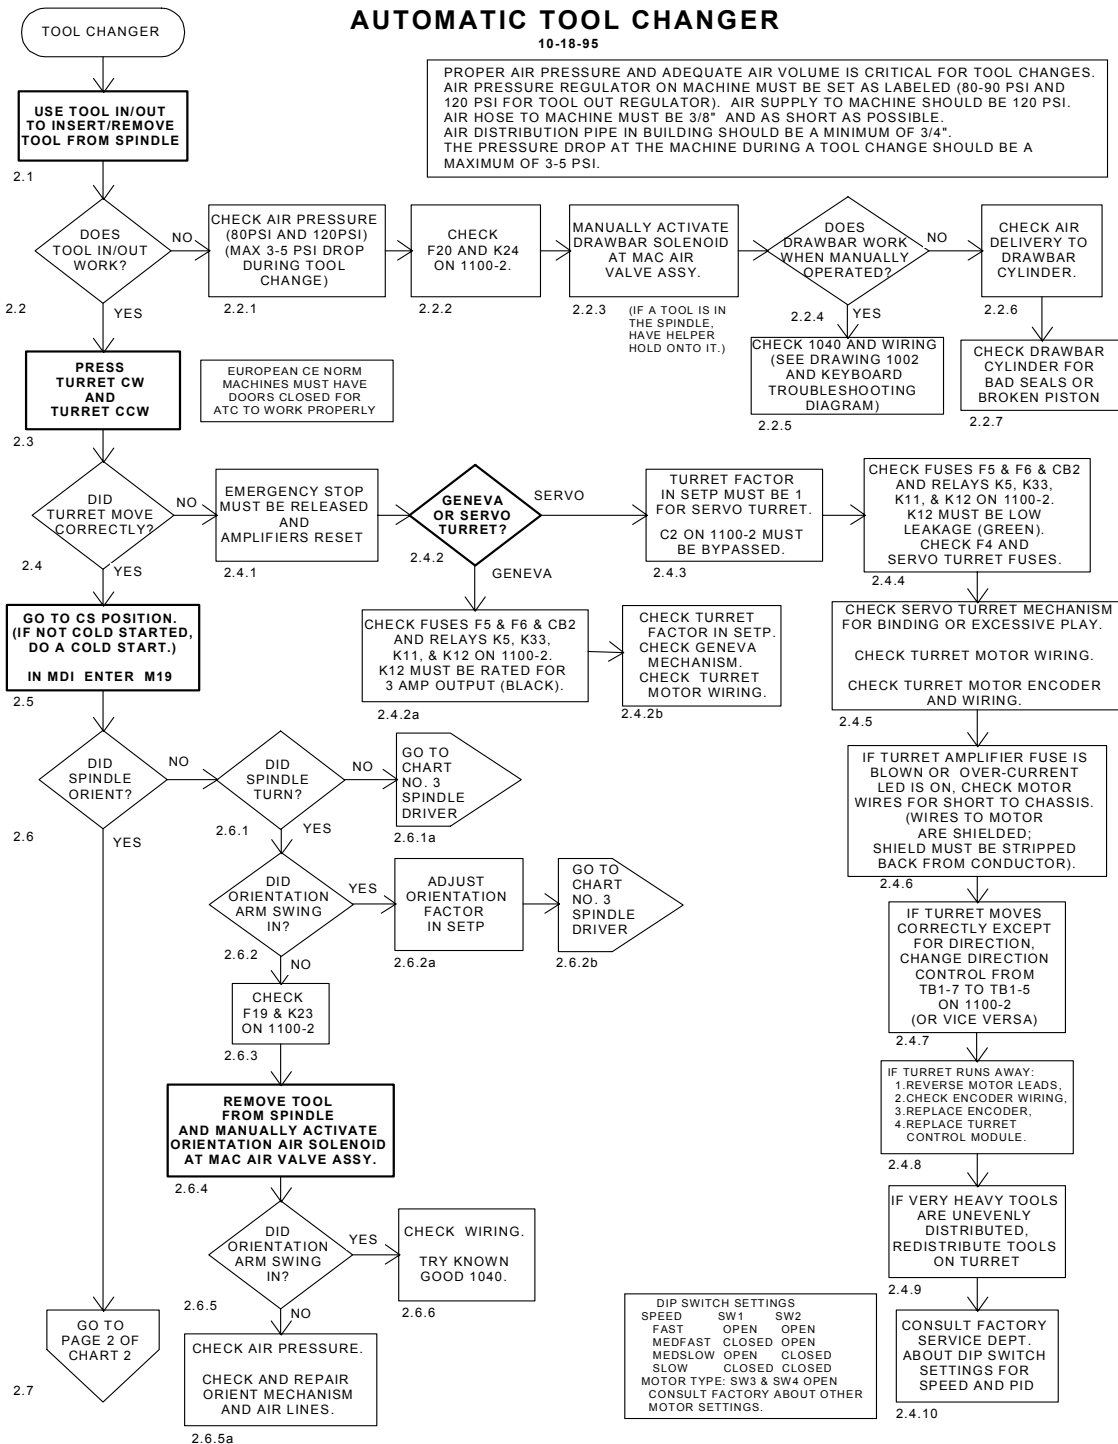 AUTOMATIC TOOL CHANGER
10-18-95
TOOL CHANGER
PROPER AIR PRESSURE AND ADEQUATE AIR VOLUME IS CRITICAL FOR TOOL CHANGES.
AIR PRESSURE REGULATOR ON MACHINE MUST BE SET AS LABELED (80-90 PSI AND
120 PSI FOR TOOL OUT REGULATOR). AIR SUPPLY TO MACHINE SHOULD BE 120 PSI.
AIR HOSE TO MACHINE MUST BE 3/8" AND AS SHORT AS POSSIBLE.
AIR DISTRIBUTION PIPE IN BUILDING SHOULD BE A MINIMUM OF 3/4".
THE PRESSURE DROP AT THE MACHINE DURING A TOOL CHANGE SHOULD BE A
MAXIMUM OF 3-5 PSI.
USE TOOL IN/OUT
TO INSERT/REMOVE
TOOL FROM SPINDLE
2.1
DOES
TOOL IN/OUT
WORK?
NO
YES
2.2
CHECK AIR PRESSURE
(80PSI AND 120PSI)
(MAX 3-5 PSI DROP
DURING TOOL
CHANGE)
2.2.1
CHECK
F20 AND K24
ON 1100-2.
2.2.2
MANUALLY ACTIVATE
DRAWBAR SOLENOID
AT MAC AIR
VALVE ASSY.
2.2.3
(IF A TOOL IS IN
THE SPINDLE,
HAVE HELPER
HOLD ONTO IT.)
DOES
DRAWBAR WORK
WHEN MANUALLY
OPERATED?
NO
YES
2.2.4
CHECK 1040 AND WIRING
(SEE DRAWING 1002
AND KEYBOARD
TROUBLESHOOTING
DIAGRAM)
2.2.5
CHECK AIR
DELIVERY TO
DRAWBAR
CYLINDER.
2.2.6
CHECK DRAWBAR
CYLINDER FOR
BAD SEALS OR
BROKEN PISTON
2.2.7
PRESS
TURRET CW
AND
TURRET CCW
2.3
EUROPEAN CE NORM
MACHINES MUST HAVE
DOORS CLOSED FOR
ATC TO WORK PROPERLY
DID
TURRET MOVE
CORRECTLY?
NO
YES
2.4
EMERGENCY STOP
MUST BE RELEASED
AND
AMPLIFIERS RESET
2.4.1
GENEVA
OR SERVO
TURRET?
SERVO
GENEVA
2.4.2
TURRET FACTOR
IN SETP MUST BE 1
FOR SERVO TURRET.
C2 ON 1100-2 MUST
BE BYPASSED.
2.4.3
CHECK FUSES F5 & F6 & CB2
AND RELAYS K5, K33,
K11, & K12 ON 1100-2.
K12 MUST BE LOW
LEAKAGE (GREEN).
CHECK F4 AND
SERVO TURRET FUSES.
2.4.4
CHECK FUSES F5 & F6 & CB2
AND RELAYS K5, K33,
K11, & K12 ON 1100-2.
K12 MUST BE RATED FOR
3 AMP OUTPUT (BLACK).
2.4.2a
CHECK TURRET
FACTOR IN SETP.
CHECK GENEVA
MECHANISM.
CHECK TURRET
MOTOR WIRING.
2.4.2b
CHECK SERVO TURRET MECHANISM
FOR BINDING OR EXCESSIVE PLAY.
CHECK TURRET MOTOR WIRING.
CHECK TURRET MOTOR ENCODER
AND WIRING.
2.4.5
GO TO CS POSITION.
(IF NOT COLD STARTED,
DO A COLD START.)
IN MDI ENTER M19
2.5
DID
SPINDLE
ORIENT?
NO
YES
2.6
DID
SPINDLE
TURN?
NO
YES
2.6.1
GO TO
CHART
NO. 3
SPINDLE
DRIVER
2.6.1a
IF TURRET AMPLIFIER FUSE IS
BLOWN OR OVER-CURRENT
LED IS ON, CHECK MOTOR
WIRES FOR SHORT TO CHASSIS.
(WIRES TO MOTOR
ARE SHIELDED;
SHIELD MUST BE STRIPPED
BACK FROM CONDUCTOR).
2.4.6
DID
ORIENTATION
ARM SWING
IN?
YES
NO
2.6.2
ADJUST
ORIENTATION
FACTOR
IN SETP
2.6.2a
GO TO
CHART
NO. 3
SPINDLE
DRIVER
2.6.2b
IF TURRET MOVES
CORRECTLY EXCEPT
FOR DIRECTION,
CHANGE DIRECTION
CONTROL FROM
TB1-7 TO TB1-5
ON 1100-2
(OR VICE VERSA)
2.4.7
CHECK
F19 & K23
ON 1100-2
2.6.3
IF TURRET RUNS AWAY:
1.REVERSE MOTOR LEADS,
2.CHECK ENCODER WIRING,
3.REPLACE ENCODER,
4.REPLACE TURRET
CONTROL MODULE.
2.4.8
REMOVE TOOL
FROM SPINDLE
AND MANUALLY ACTIVATE
ORIENTATION AIR SOLENOID
AT MAC AIR VALVE ASSY.
2.6.4
IF VERY HEAVY TOOLS
ARE UNEVENLY
DISTRIBUTED,
REDISTRIBUTE TOOLS
ON TURRET
2.4.9
DID
ORIENTATION
ARM SWING
IN?
YES
NO
2.6.5
CHECK WIRING.
TRY KNOWN
GOOD 1040.
2.6.6
GO TO
PAGE 2 OF
CHART 2
2.7
CHECK AIR PRESSURE.
CHECK AND REPAIR
ORIENT MECHANISM
AND AIR LINES.
2.6.5a
DIP SWITCH SETTINGS
SPEED SW1 SW2
FAST OPEN OPEN
MEDFAST CLOSED OPEN
MEDSLOW OPEN CLOSED
SLOW CLOSED CLOSED
MOTOR TYPE: SW3 & SW4 OPEN
CONSULT FACTORY ABOUT OTHER
MOTOR SETTINGS.
CONSULT FACTORY
SERVICE DEPT.
ABOUT DIP SWITCH
SETTINGS FOR
SPEED AND PID
2.4.10